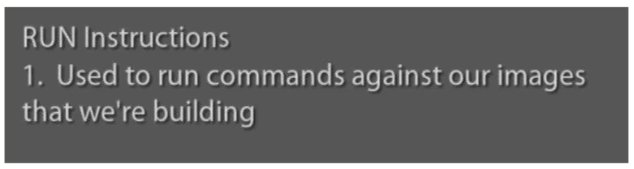 RUN Instructions
1. Used to run commands against our images
that we're building